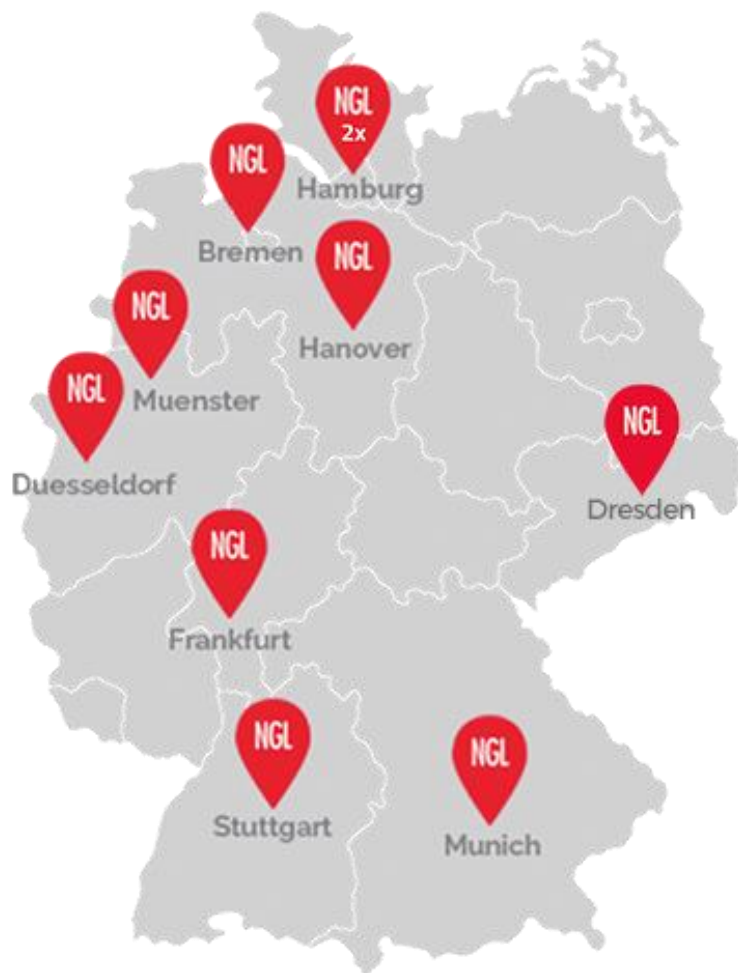 NGL
2x
Hamburg
NGL
Bremen
NGL
Hanover
NGL
Muenster
NGL
Duesseldorf
NGL
Dresden
NGL
Frankfurt
NGL
Stuttgart
NGL
Munich